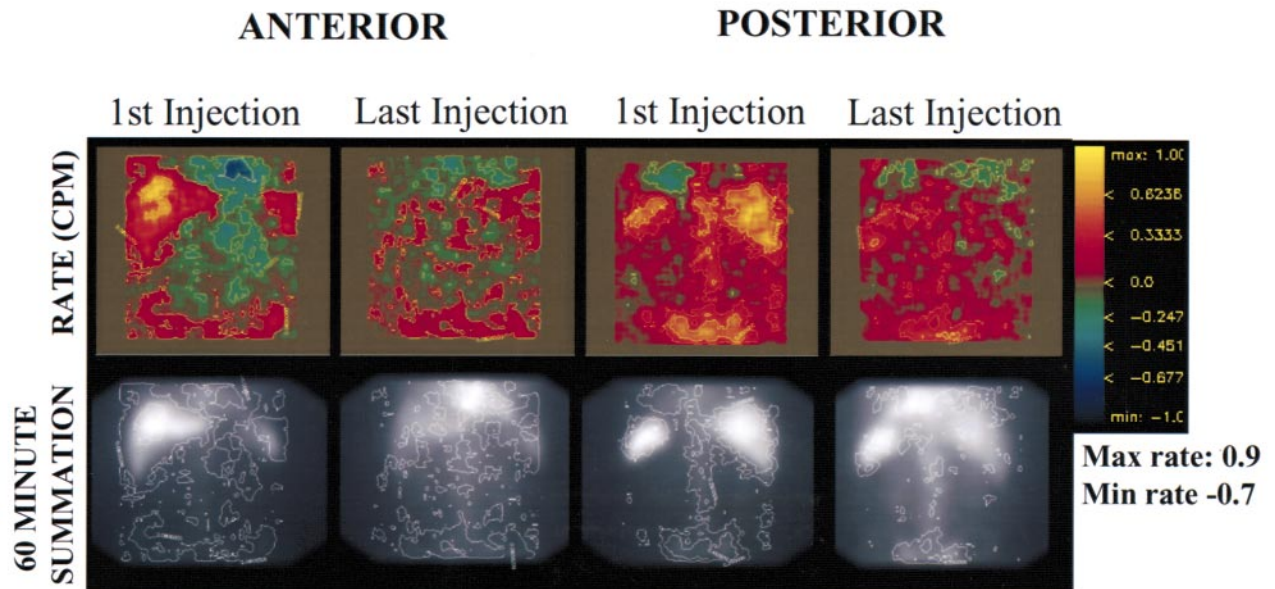 ANTERIOR POSTERIOR
1st Injection Last Injection 1st Injection Last Injection
RATE (CPM)
max: 1.00
< 0.6236
< 0.3333
< 0.0
< -0.247
< -0.451
< -0.677
min: -1.0
60 MINUTE
SUMMATION
Max rate: 0.9
Min rate -0.7